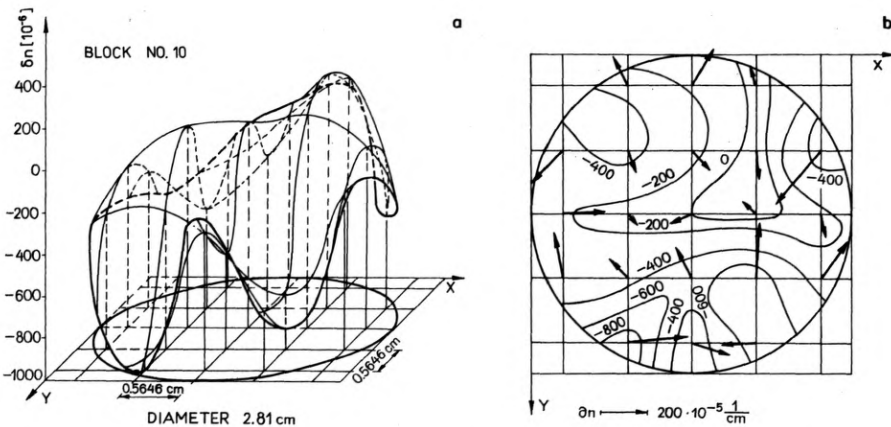 δn [10⁻⁶]
a
BLOCK NO. 10
400
200
0
-200
-400
-600
-800
-1000
X
Y
0.5646 cm
0.5646 cm
DIAMETER 2.81 cm
b
X
-400
-200
0
-400
-200
-400
-600
-400
-600
-800
Y
∂n ⟼ 200 · 10⁻⁵ 1/cm